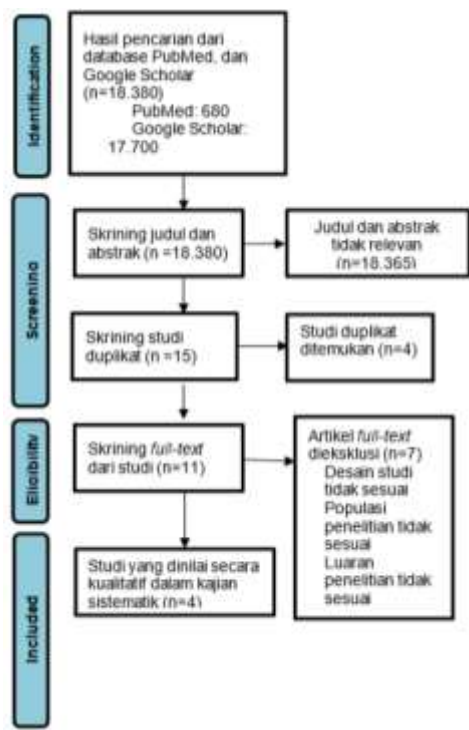 Identification
Hasil pencarian dari
database PubMed, dan
Google Scholar
(n=18.380)
PubMed: 680
Google Scholar:
17.700
Screening
Skrining judul dan
abstrak (n =18.380)
Judul dan abstrak
tidak relevan
(n=18.365)
Skrining studi
duplikat (n =15)
Studi duplikat
ditemukan (n=4)
Eligibility
Skrining full-text
dari studi (n=11)
Artikel full-text
dieksklusi (n=7)
Desain studi
tidak sesuai
Populasi
penelitian tidak
sesuai
Luaran
penelitian tidak
sesuai
Included
Studi yang dinilai secara
kualitatif dalam kajian
sistematik (n=4)